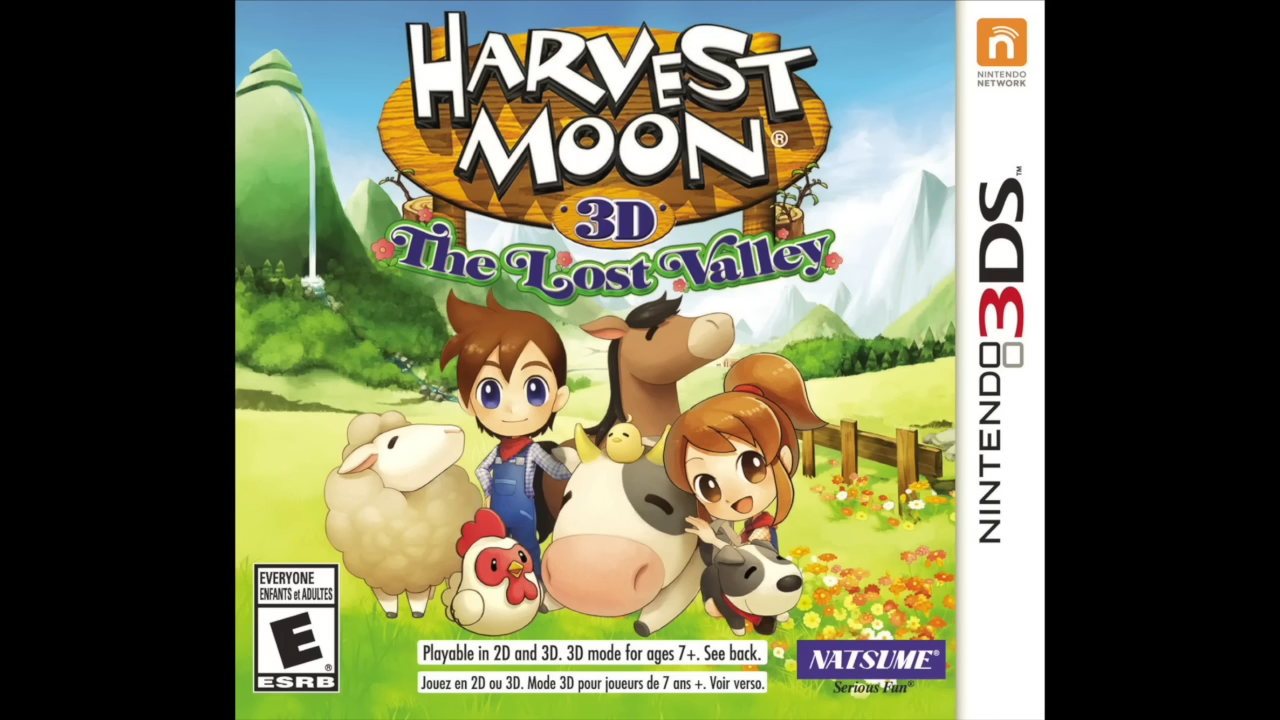 HARVEST
MOON®
3D
The Lost Valley
n
NINTENDO
NETWORK
NINTENDO 3DS™
EVERYONE
ENFANTS et ADULTES
E
®
ESRB
Playable in 2D and 3D. 3D mode for ages 7+. See back.
Jouez en 2D ou 3D. Mode 3D pour joueurs de 7 ans +. Voir verso.
NATSUME®
Serious Fun®